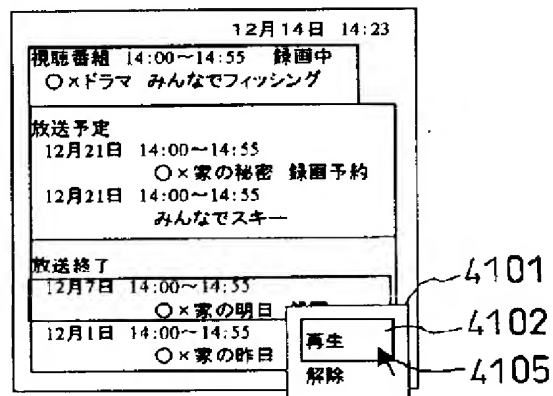 12月14日 14:23
視聴番組 14:00〜14:55 録画中
○×ドラマ みんなでフィッシング
放送予定
12月21日 14:00〜14:55
○×家の秘密 録画予約
12月21日 14:00〜14:55
みんなでスキー
放送終了
12月7日 14:00〜14:55
○×家の明日
12月1日 14:00〜14:55
○×家の昨日
再生
解除
4101
4102
4105